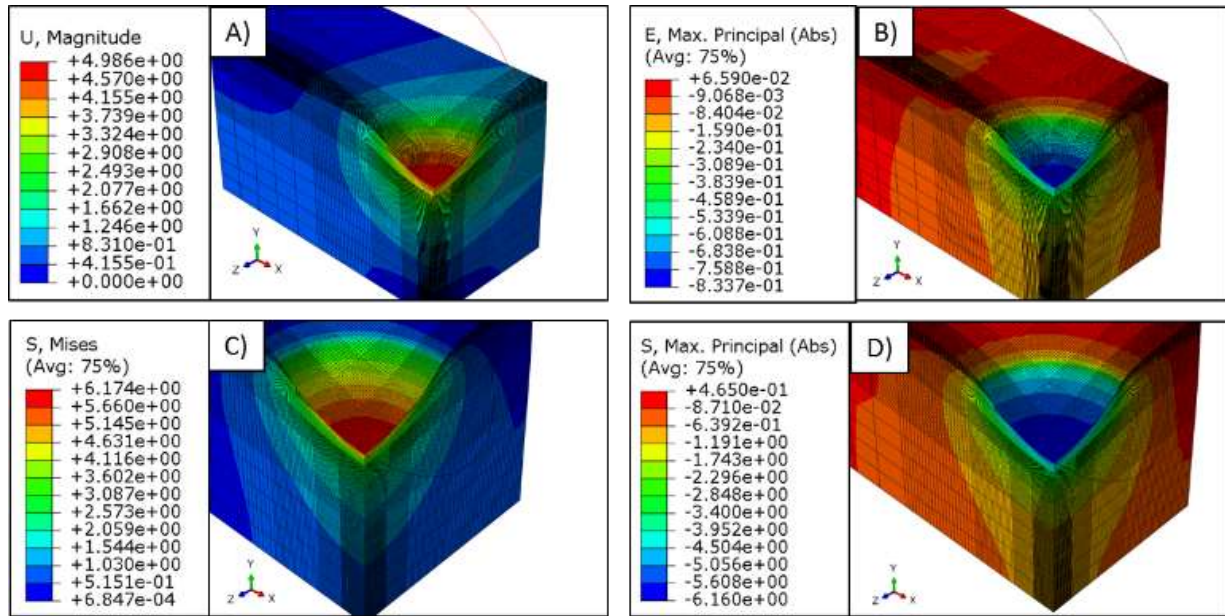 U, Magnitude
+4.986e+00
+4.570e+00
+4.155e+00
+3.739e+00
+3.324e+00
+2.908e+00
+2.493e+00
+2.077e+00
+1.662e+00
+1.246e+00
+8.310e-01
+4.155e-01
+0.000e+00
A)
Y
Z
X
E, Max. Principal (Abs)
(Avg: 75%)
+6.590e-02
-9.068e-03
-8.404e-02
-1.590e-01
-2.340e-01
-3.089e-01
-3.839e-01
-4.589e-01
-5.339e-01
-6.088e-01
-6.838e-01
-7.588e-01
-8.337e-01
B)
Y
Z
X
S, Mises
(Avg: 75%)
+6.174e+00
+5.660e+00
+5.145e+00
+4.631e+00
+4.116e+00
+3.602e+00
+3.087e+00
+2.573e+00
+2.059e+00
+1.544e+00
+1.030e+00
+5.151e-01
+6.847e-04
C)
Y
Z
X
S, Max. Principal (Abs)
(Avg: 75%)
+4.650e-01
-8.710e-02
-6.392e-01
-1.191e+00
-1.743e+00
-2.296e+00
-2.848e+00
-3.400e+00
-3.952e+00
-4.504e+00
-5.056e+00
-5.608e+00
-6.160e+00
D)
Y
Z
X